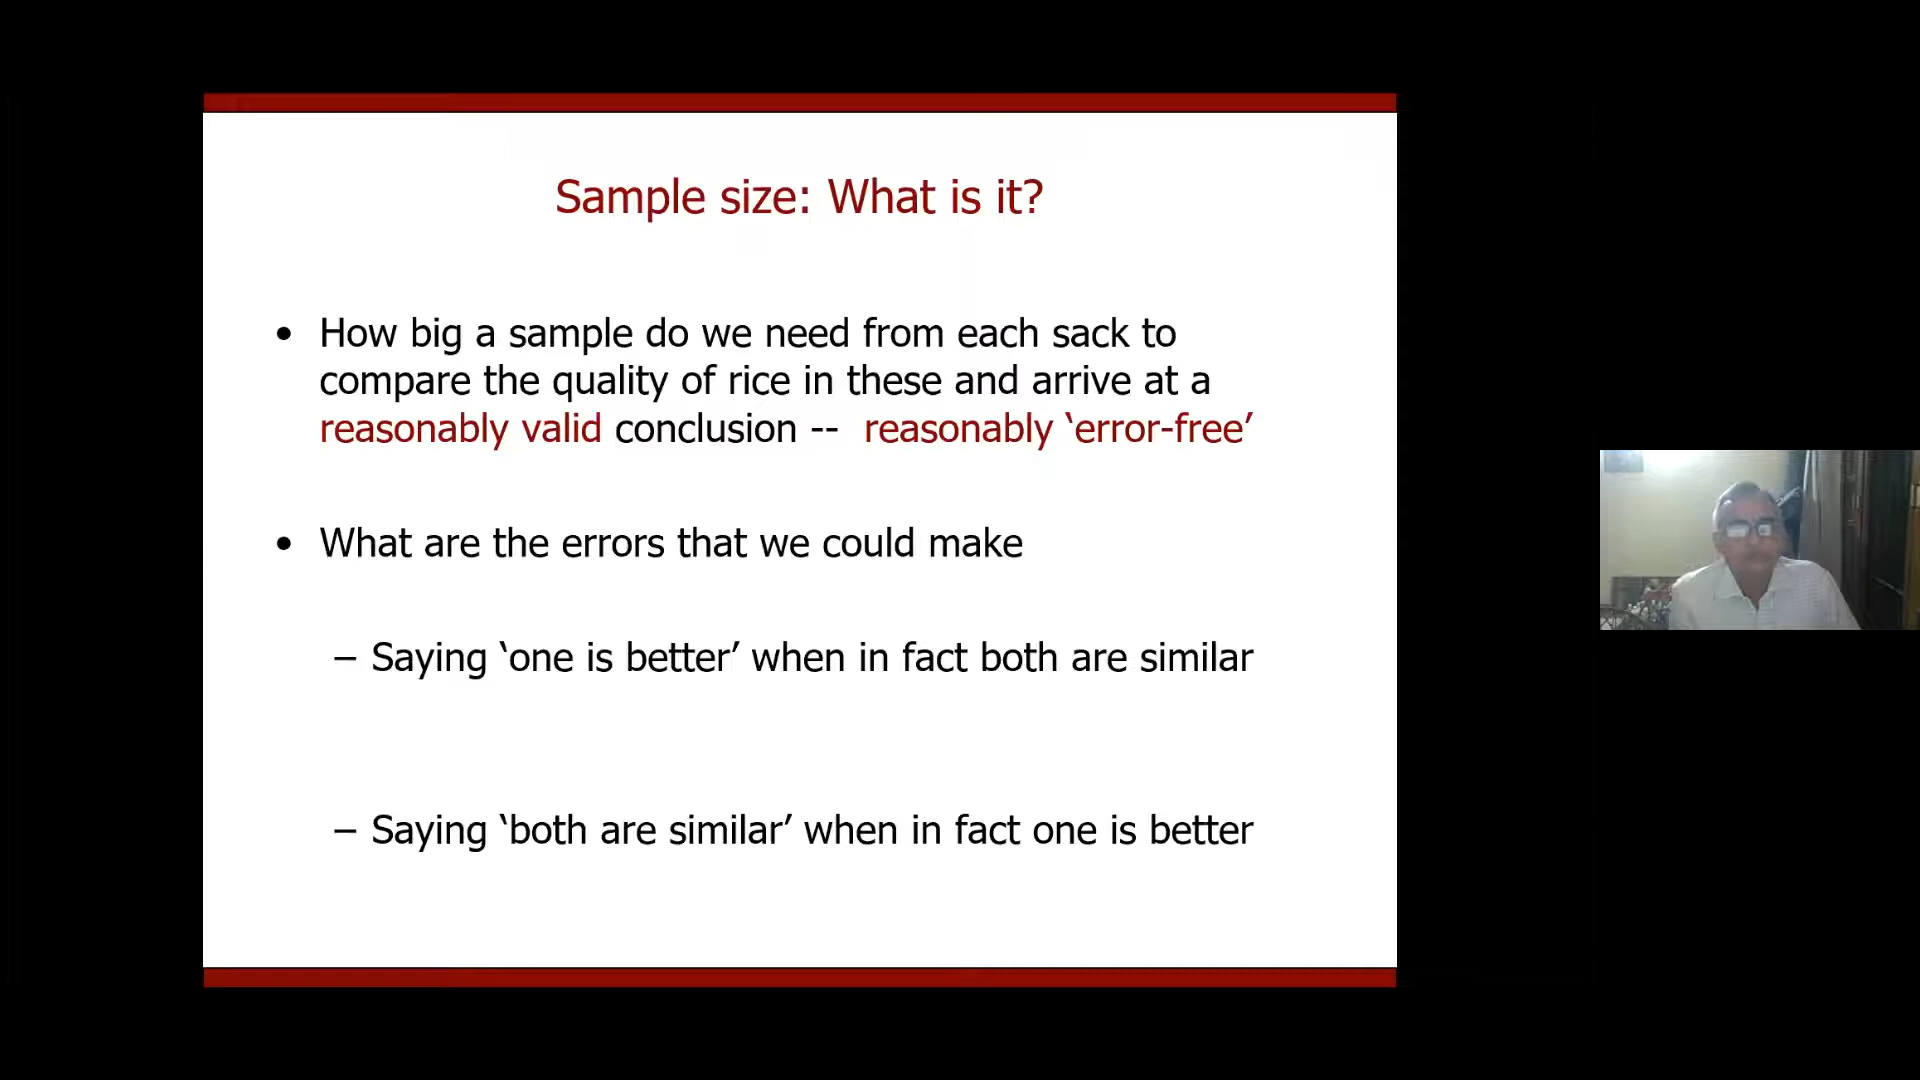 Sample size: What is it?
• How big a sample do we need from each sack to
compare the quality of rice in these and arrive at a
reasonably valid conclusion -- reasonably ‘error-free’
• What are the errors that we could make
– Saying ‘one is better’ when in fact both are similar
– Saying ‘both are similar’ when in fact one is better